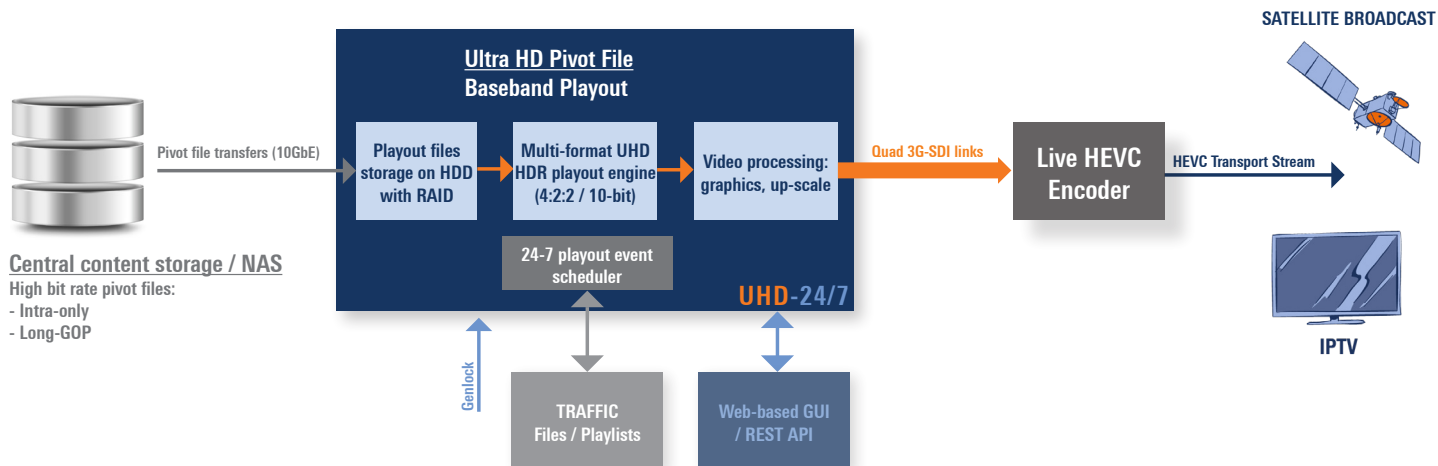 SATELLITE BROADCAST
Ultra HD Pivot File
Baseband Playout
Pivot file transfers (10GbE)
Playout files
storage on HDD
with RAID
Multi-format UHD
HDR playout engine
(4:2:2 / 10-bit)
Video processing:
graphics, up-scale
Quad 3G-SDI links
Live HEVC
Encoder
HEVC Transport Stream
Central content storage / NAS
High bit rate pivot files:
- Intra-only
- Long-GOP
24-7 playout event
scheduler
UHD-24/7
IPTV
Genlock
TRAFFIC
Files / Playlists
Web-based GUI
/ REST API